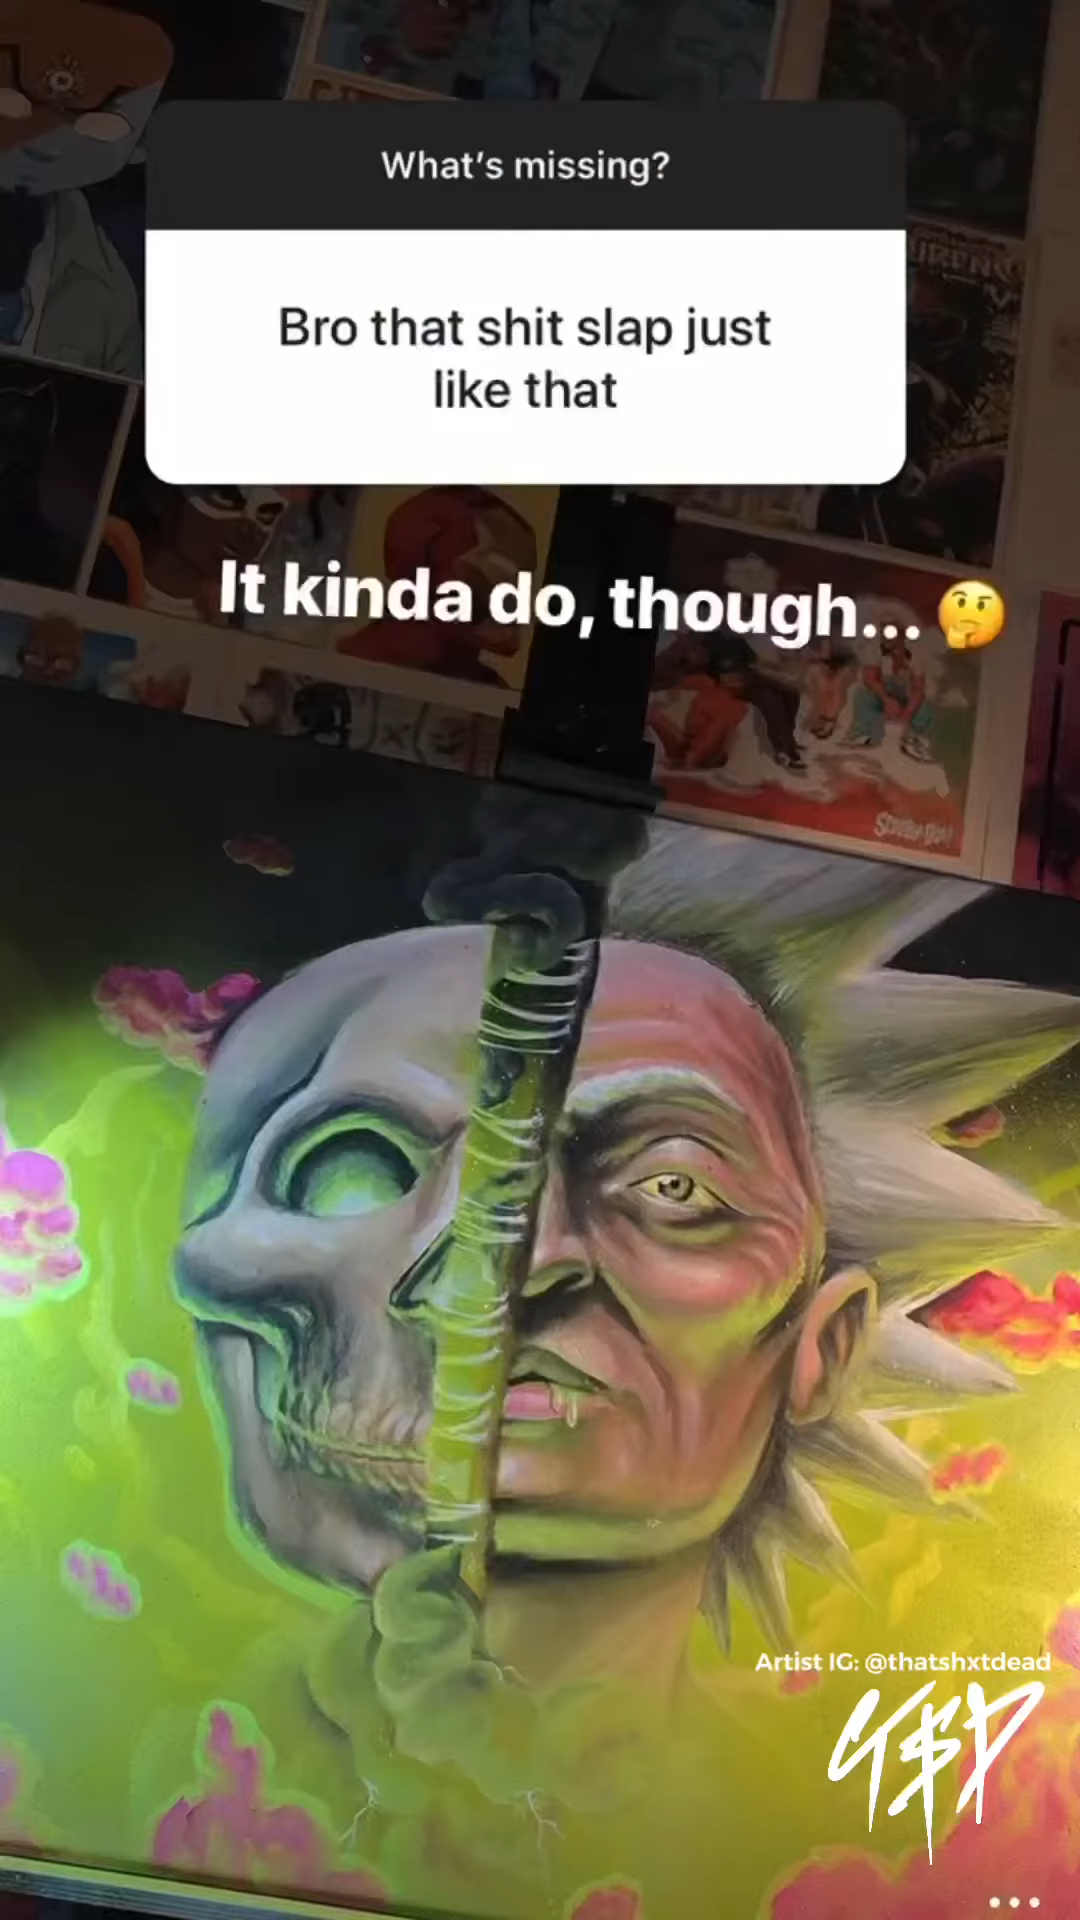 What's missing?
Bro that shit slap just
like that
It kinda do, though... 🤔
Artist IG: @thatshxtdead